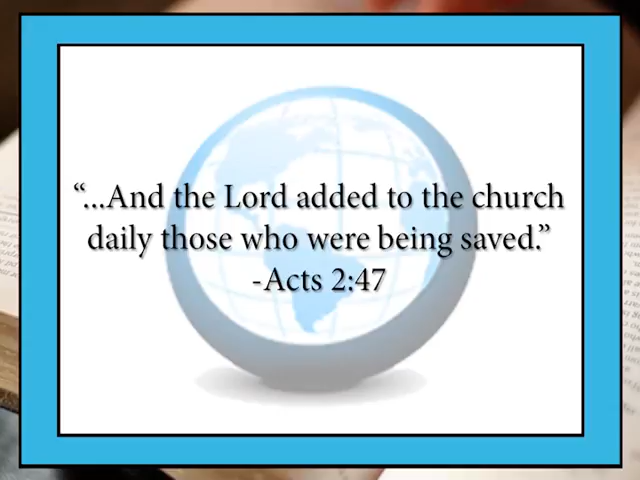 “...And the Lord added to the church
daily those who were being saved.”
-Acts 2:47